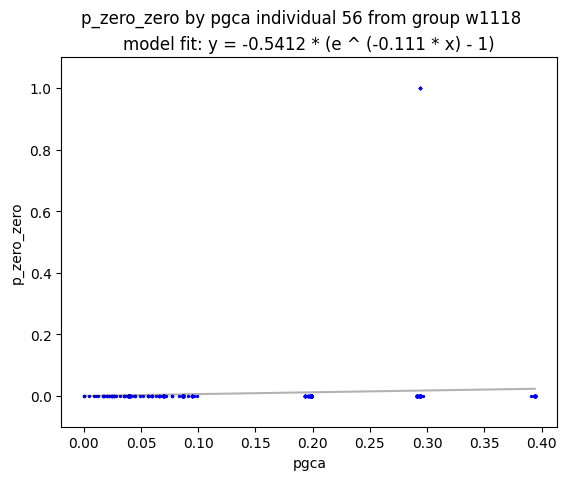 p_zero_zero by pgca individual 56 from group w1118
model fit: y = -0.5412 * (e ^ (-0.111 * x) - 1)
1.0
0.8
0.6
0.4
0.2
0.0
p_zero_zero
0.00 0.05 0.10 0.15 0.20 0.25 0.30 0.35 0.40
pgca